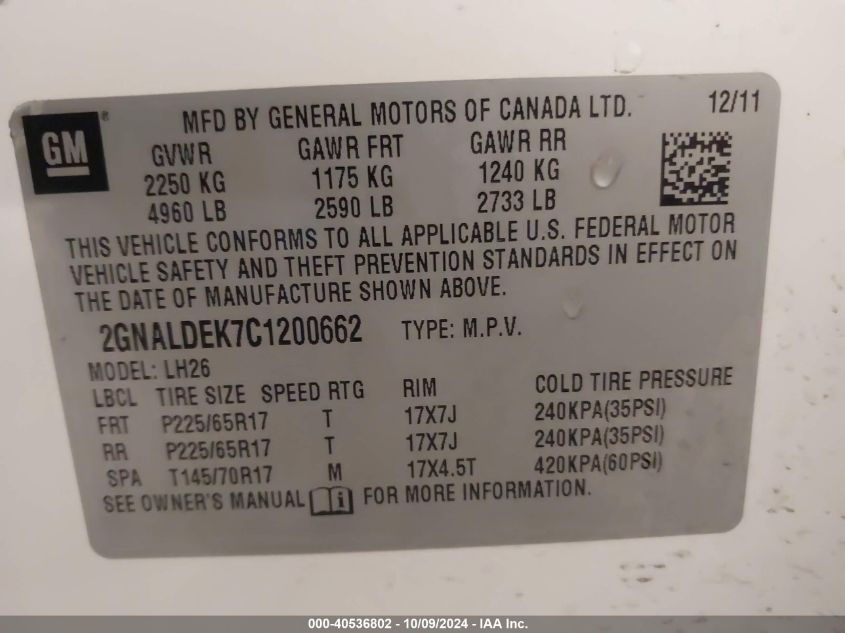 GM ®
MFD BY GENERAL MOTORS OF CANADA LTD. 12/11
GVWR GAWR FRT GAWR RR
2250 KG 1175 KG 1240 KG
4960 LB 2590 LB 2733 LB
THIS VEHICLE CONFORMS TO ALL APPLICABLE U.S. FEDERAL MOTOR
VEHICLE SAFETY AND THEFT PREVENTION STANDARDS IN EFFECT ON
THE DATE OF MANUFACTURE SHOWN ABOVE.
2GNALDEK7C1200662 TYPE: M.P.V.
MODEL: LH26
LBCL TIRE SIZE SPEED RTG RIM COLD TIRE PRESSURE
FRT P225/65R17 T 17X7J 240KPA(35PSI)
RR P225/65R17 T 17X7J 240KPA(35PSI)
SPA T145/70R17 M 17X4.5T 420KPA(60PSI)
SEE OWNER'S MANUAL i FOR MORE INFORMATION.
000-40536802 - 10/09/2024 - IAA Inc.